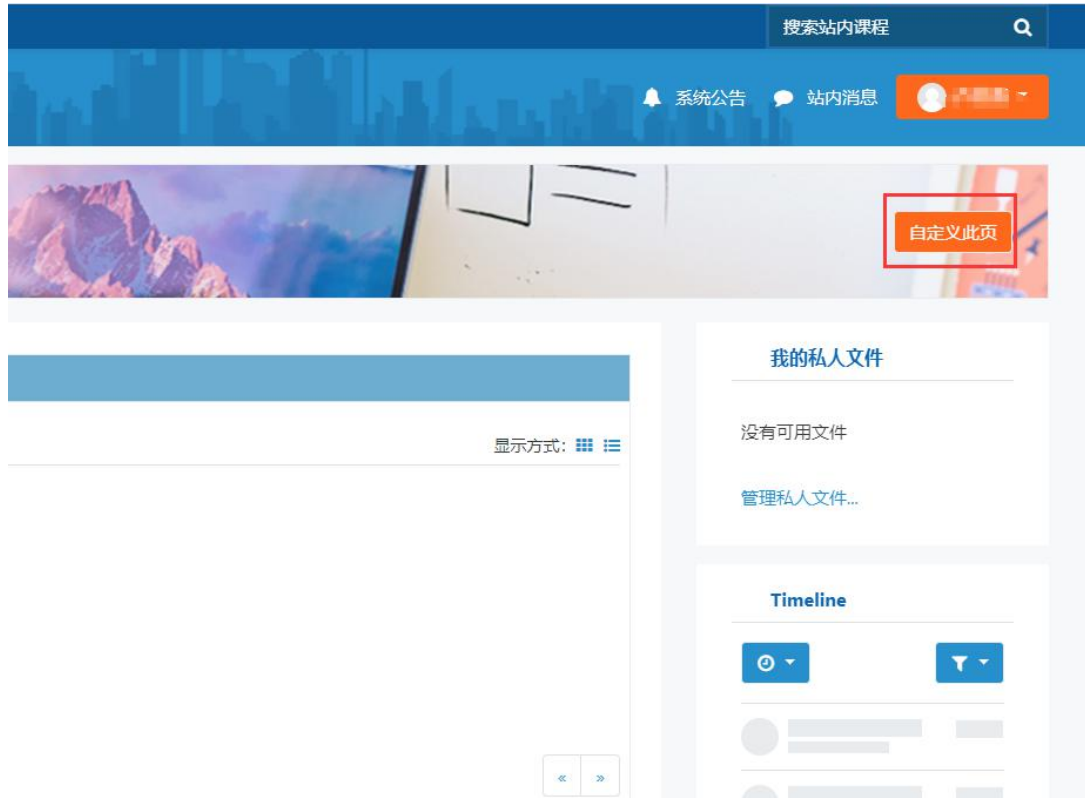 搜索站内课程
系统公告 站内消息
自定义此页
我的私人文件
显示方式:
没有可用文件
管理私人文件...
Timeline
« »